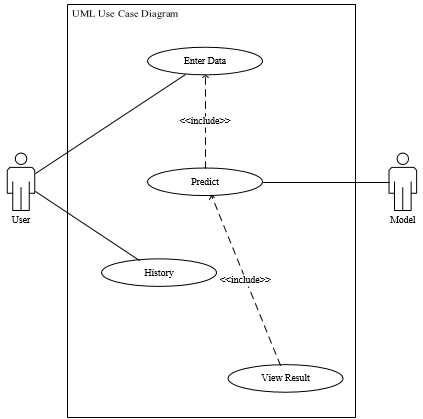 UML Use Case Diagram
Enter Data
<<include>>
Predict
User
Model
History
<<include>>
View Result